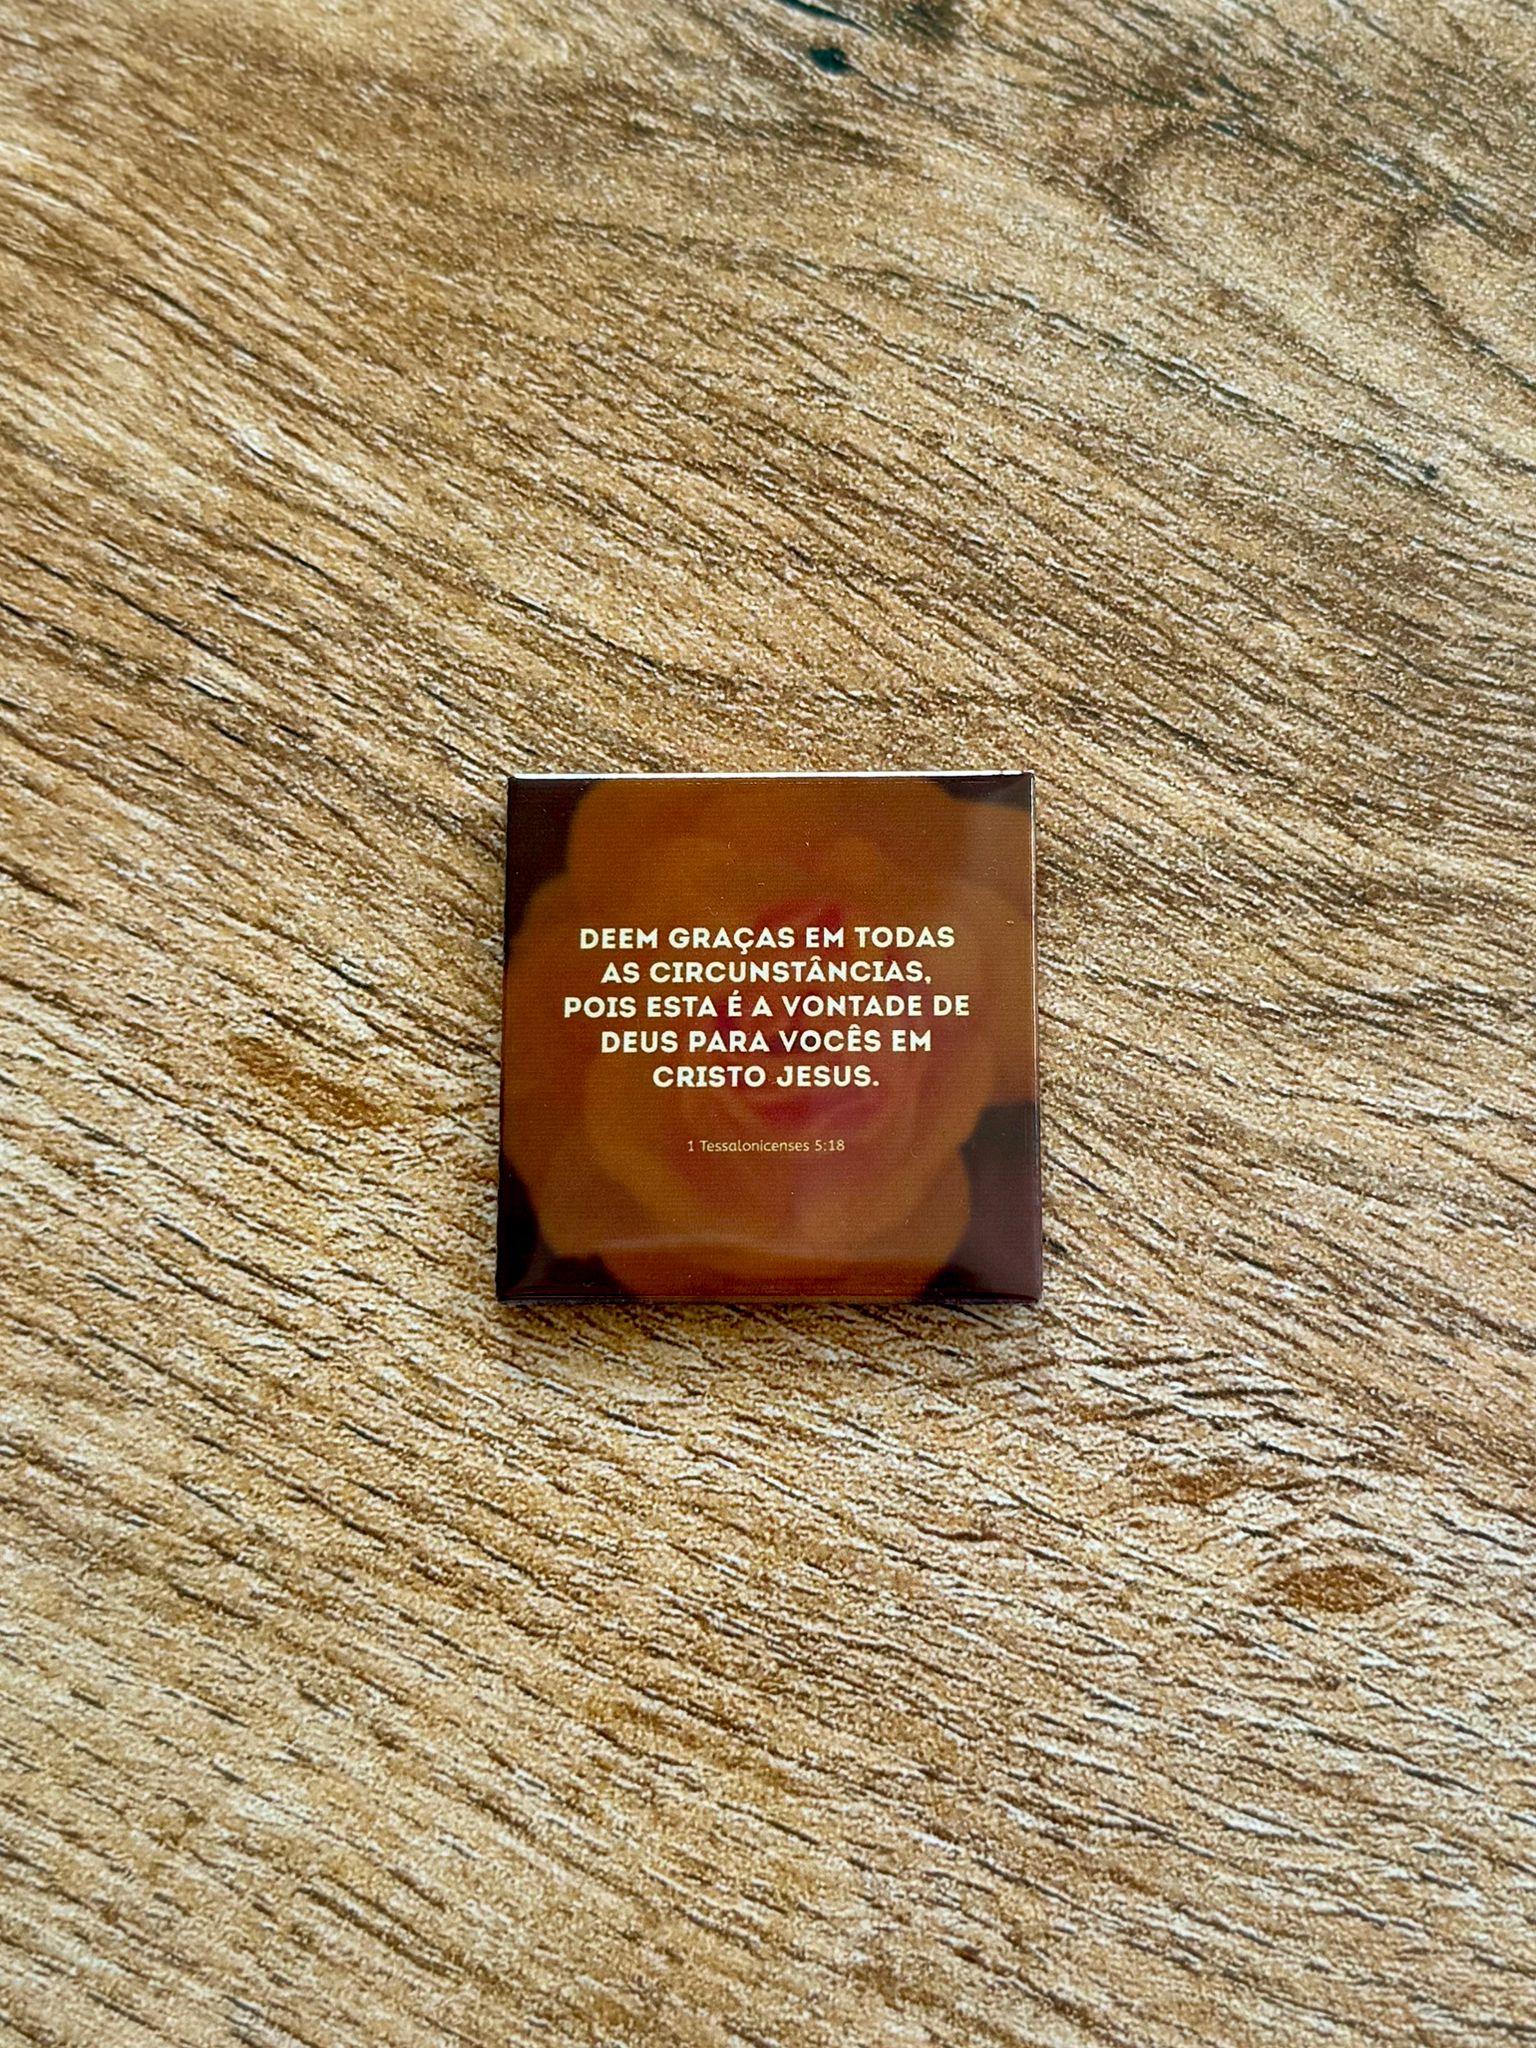 DEEM GRAÇAS EM TODAS
AS CIRCUNSTÂNCIAS,
POIS ESTA É A VONTADE DE
DEUS PARA VOCÊS EM
CRISTO JESUS.
1 Tessalonicenses 5:18